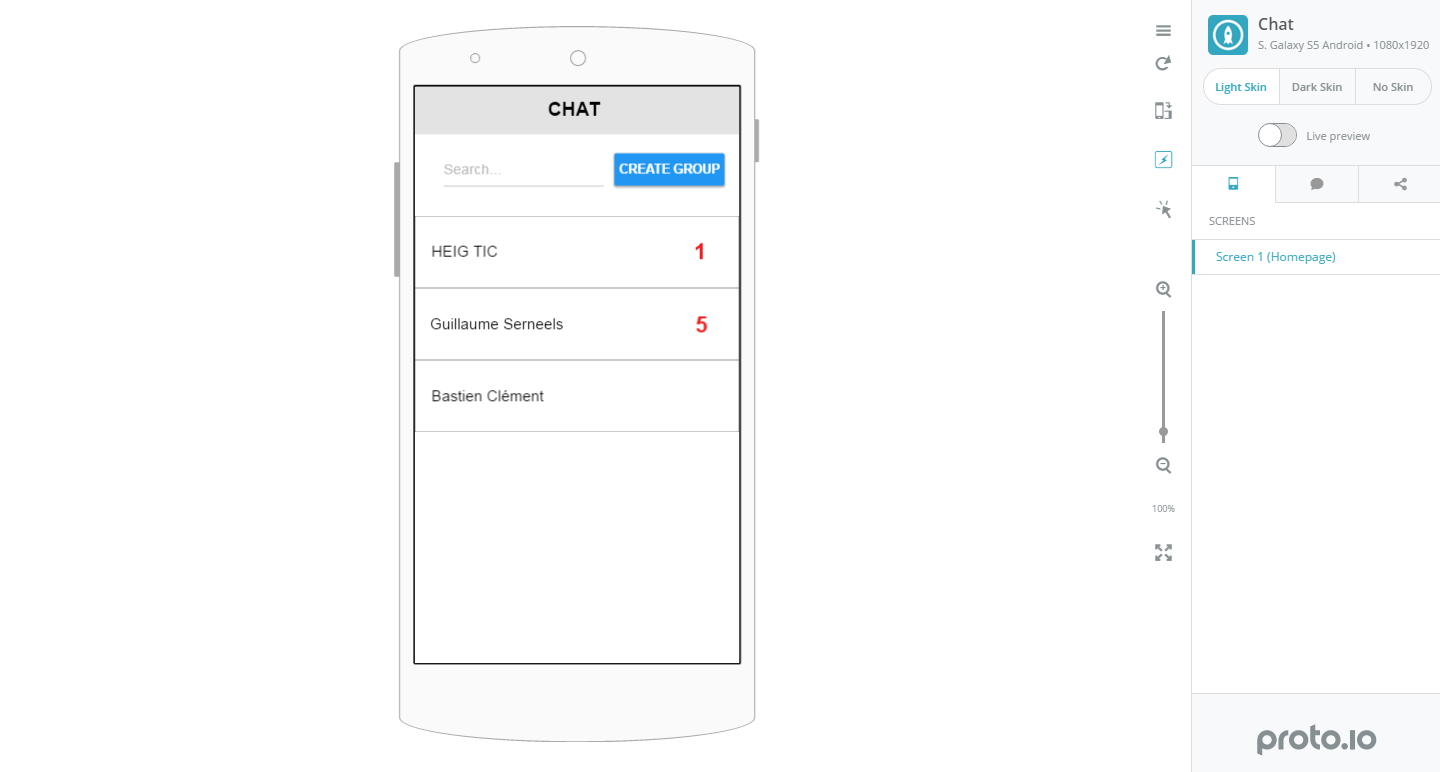 CHAT
Search...
CREATE GROUP
HEIG TIC
1
Guillaume Serneels
5
Bastien Clément
100%
Chat
S. Galaxy S5 Android • 1080x1920
Light Skin
Dark Skin
No Skin
Live preview
SCREENS
Screen 1 (Homepage)
proto.io